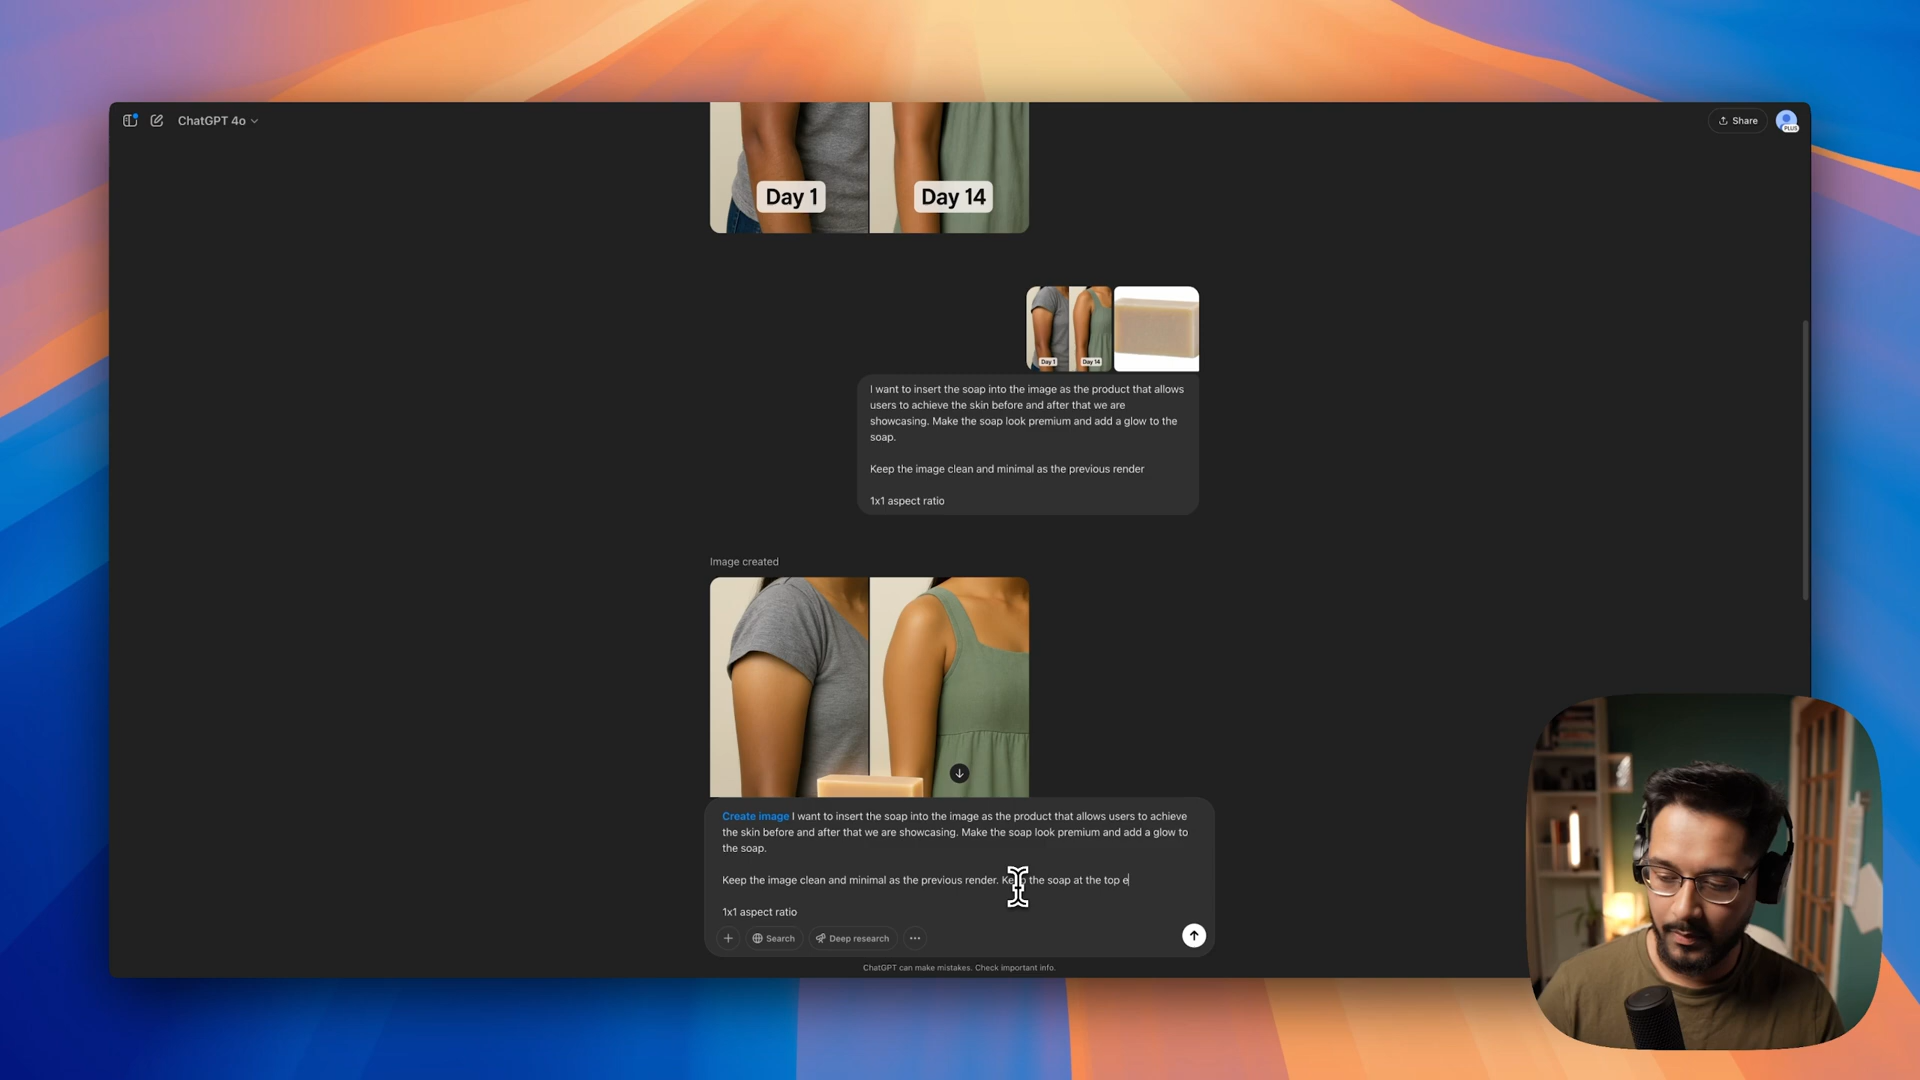 ChatGPT 4o
Share
PLUS
Day 1
Day 14
Day 1
Day 14
I want to insert the soap into the image as the product that allows
users to achieve the skin before and after that we are
showcasing. Make the soap look premium and add a glow to the
soap.
Keep the image clean and minimal as the previous render
1x1 aspect ratio
Image created
Create image I want to insert the soap into the image as the product that allows users to achieve
the skin before and after that we are showcasing. Make the soap look premium and add a glow to
the soap.
Keep the image clean and minimal as the previous render. Keep the soap at the top e
1x1 aspect ratio
Search
Deep research
ChatGPT can make mistakes. Check important info.